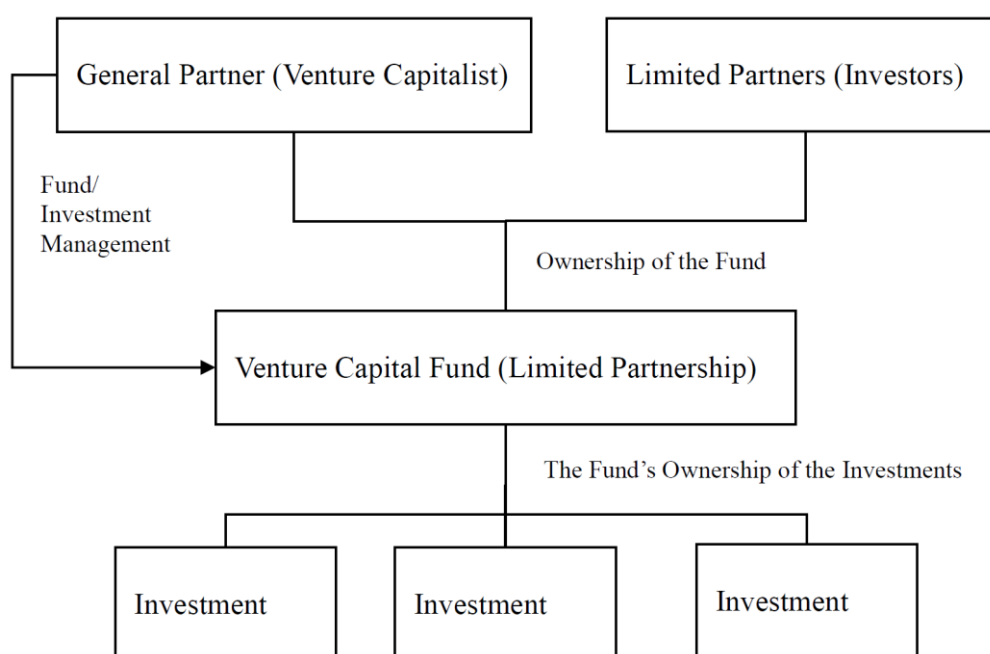 General Partner (Venture Capitalist)
Limited Partners (Investors)
Fund/
Investment
Management
Ownership of the Fund
Venture Capital Fund (Limited Partnership)
The Fund’s Ownership of the Investments
Investment
Investment
Investment